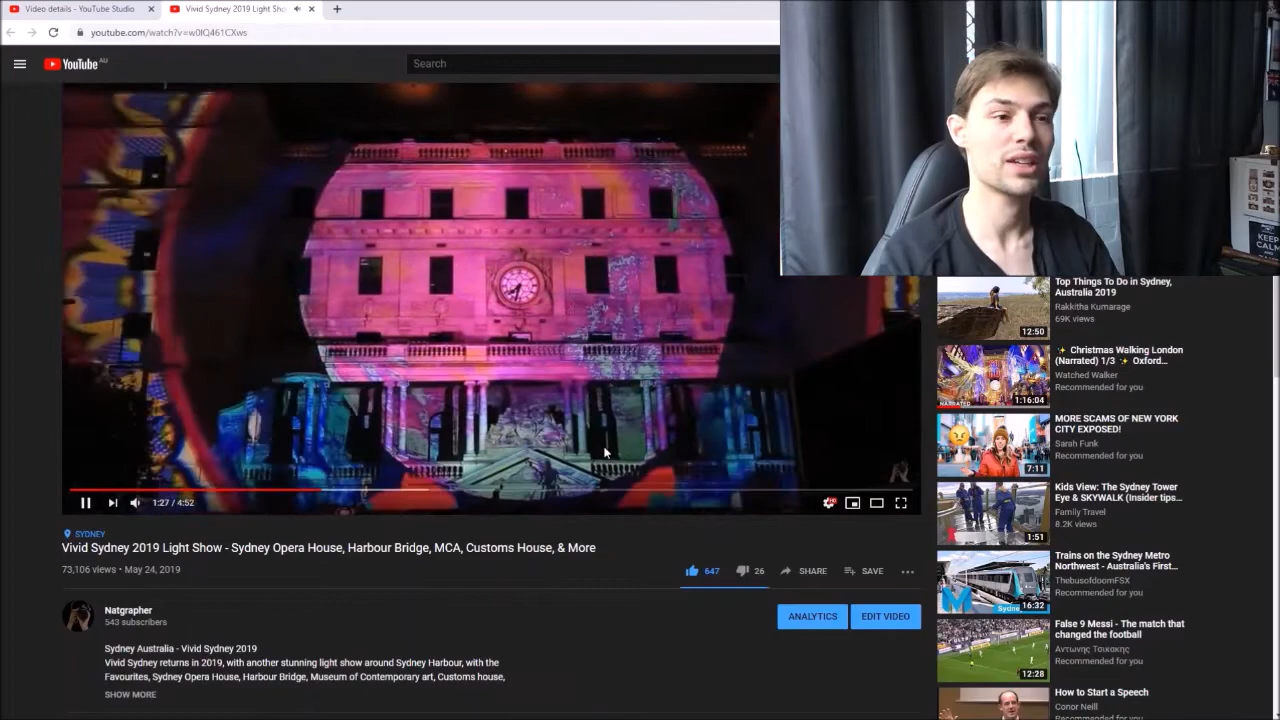 Video details - YouTube Studio
Vivid Sydney 2019 Light Sho
youtube.com/watch?v=w0fQ461CXws
YouTube AU
Search
KEEP
CALM
1:27 / 4:52
SYDNEY
Vivid Sydney 2019 Light Show - Sydney Opera House, Harbour Bridge, MCA, Customs House, & More
73,106 views • May 24, 2019
647
26
SHARE
SAVE
Natgrapher
543 subscribers
ANALYTICS
EDIT VIDEO
Sydney Australia - Vivid Sydney 2019
Vivid Sydney returns in 2019, with another stunning light show around Sydney Harbour, with the
Favourites, Sydney Opera House, Harbour Bridge, Museum of Contemporary art, Customs house,
SHOW MORE
Top Things To Do in Sydney,
Australia 2019
Rakkitha Kumarage
69K views
12:50
✨ Christmas Walking London
(Narrated) 1/3 ✨ Oxford...
Watched Walker
Recommended for you
NARRATED
1:16:04
MORE SCAMS OF NEW YORK
CITY EXPOSED!
Sarah Funk
Recommended for you
7:11
Kids View: The Sydney Tower
Eye & SKYWALK (Insider tips...
Family Travel
8.2K views
1:51
Trains on the Sydney Metro
Northwest - Australia's First...
ThebusofdoomFSX
Recommended for you
16:32
False 9 Messi - The match that
changed the football
Αντωνης Τσικακης
Recommended for you
12:28
How to Start a Speech
Conor Neill
Recommended for you